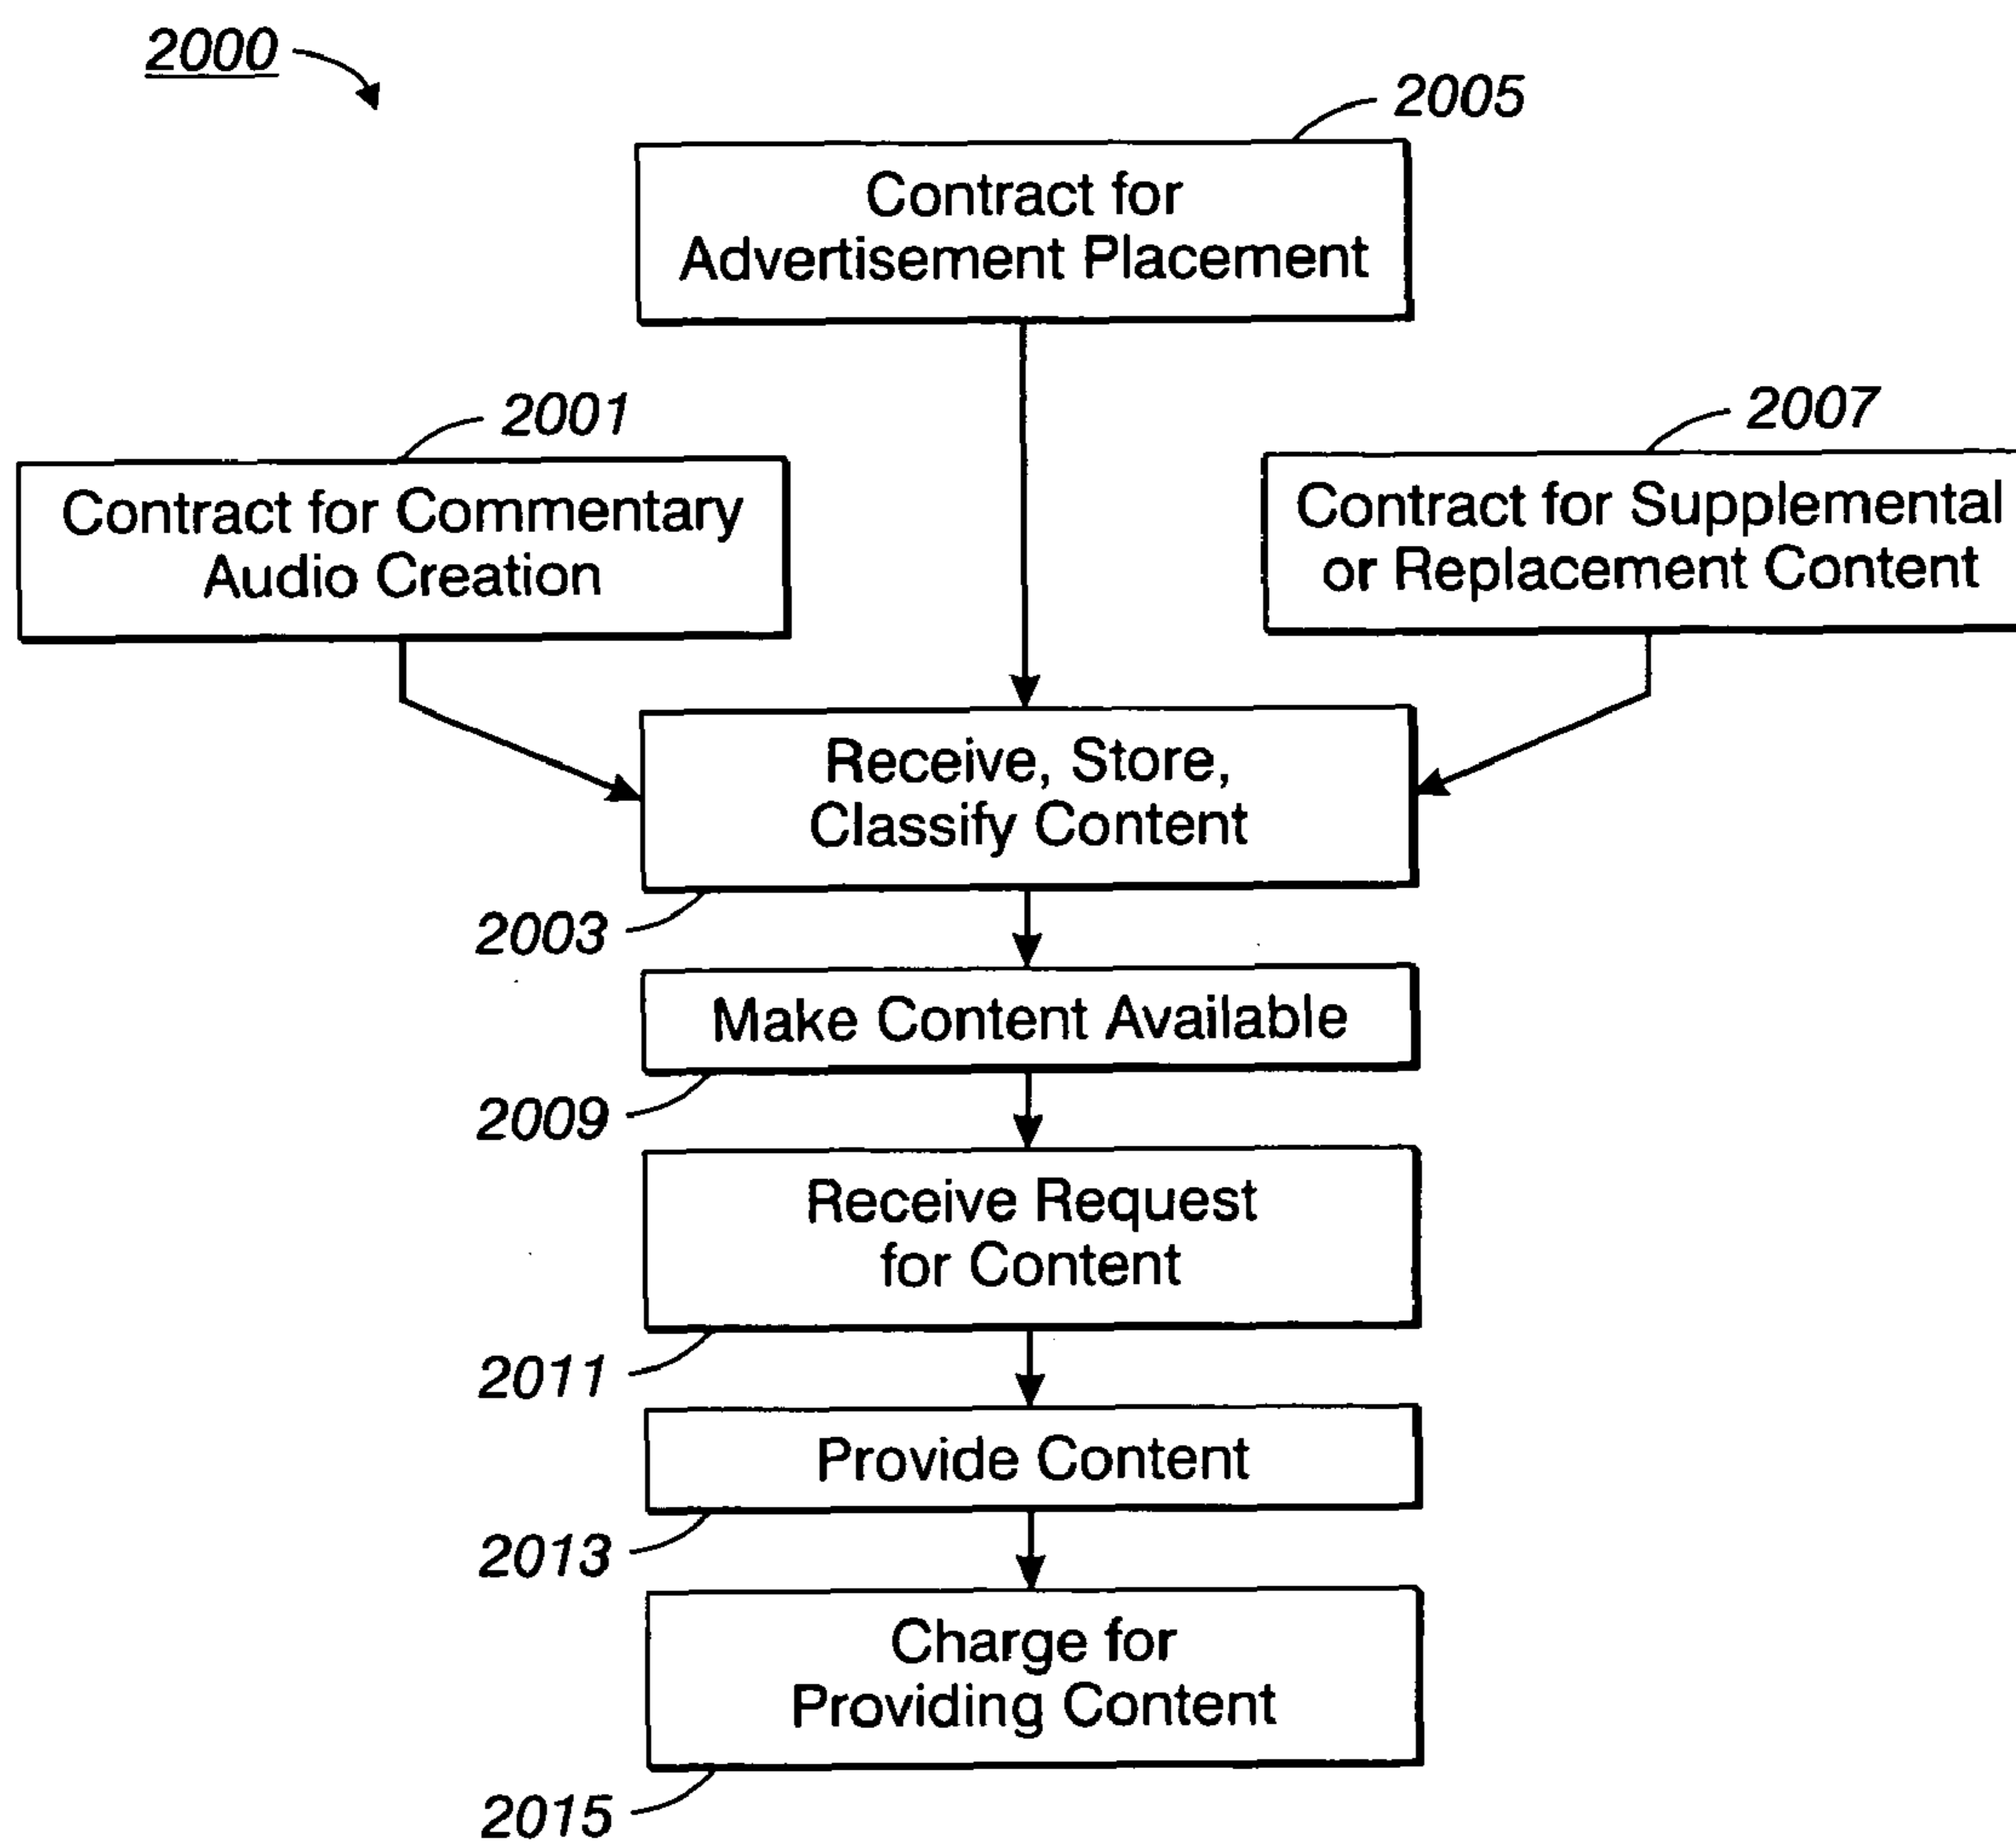 2000
2005
Contract for
Advertisement Placement
2001
Contract for Commentary
Audio Creation
2007
Contract for Supplemental
or Replacement Content
Receive, Store,
Classify Content
2003
Make Content Available
2009
Receive Request
for Content
2011
Provide Content
2013
Charge for
Providing Content
2015